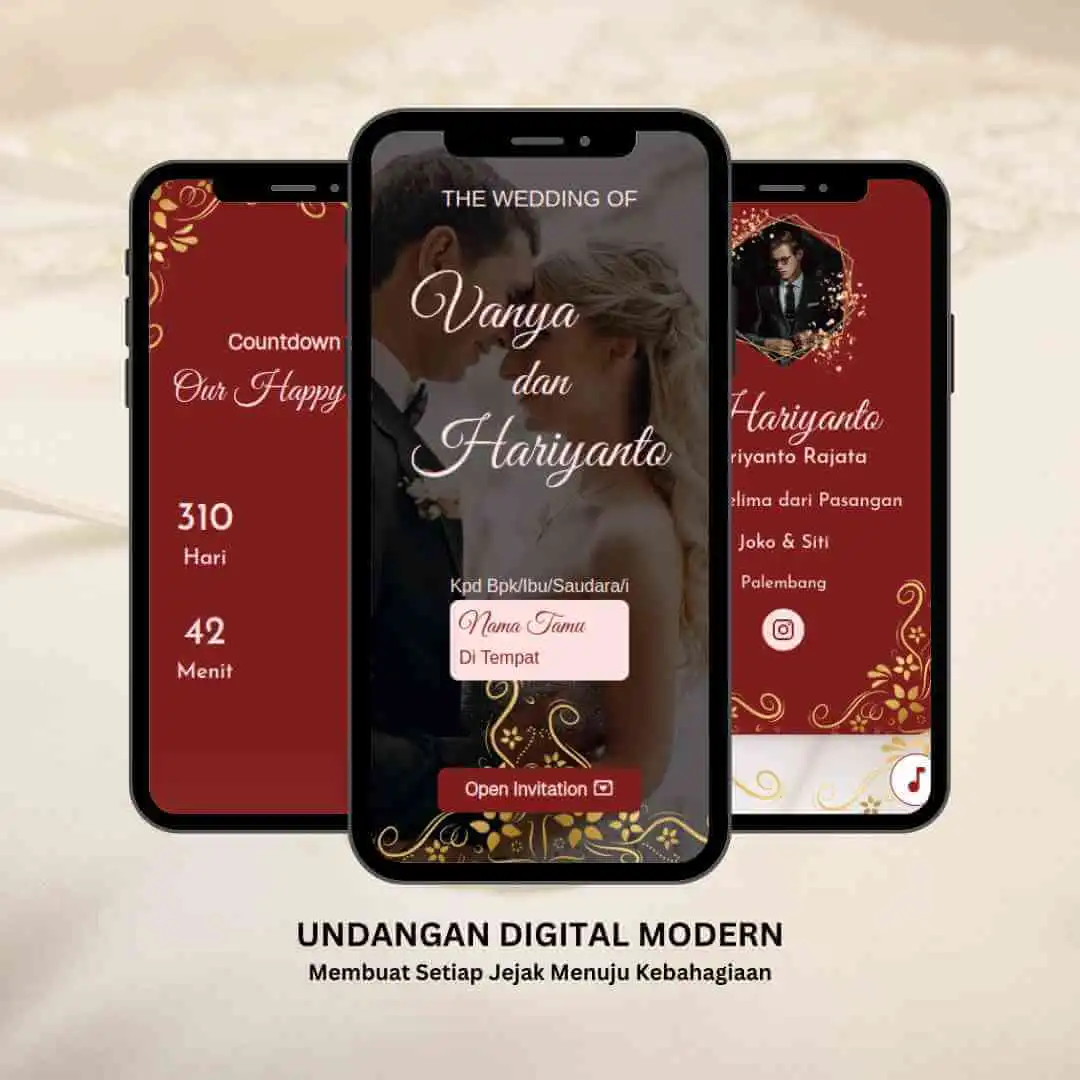 Countdown
Our Happy
310
Hari
42
Menit
THE WEDDING OF
Vanya
dan
Hariyanto
Kpd Bpk/Ibu/Saudara/i
Nama Tamu
Di Tempat
Open Invitation
Hariyanto
riyanto Rajata
elima dari Pasangan
Joko & Siti
Palembang
UNDANGAN DIGITAL MODERN
Membuat Setiap Jejak Menuju Kebahagiaan